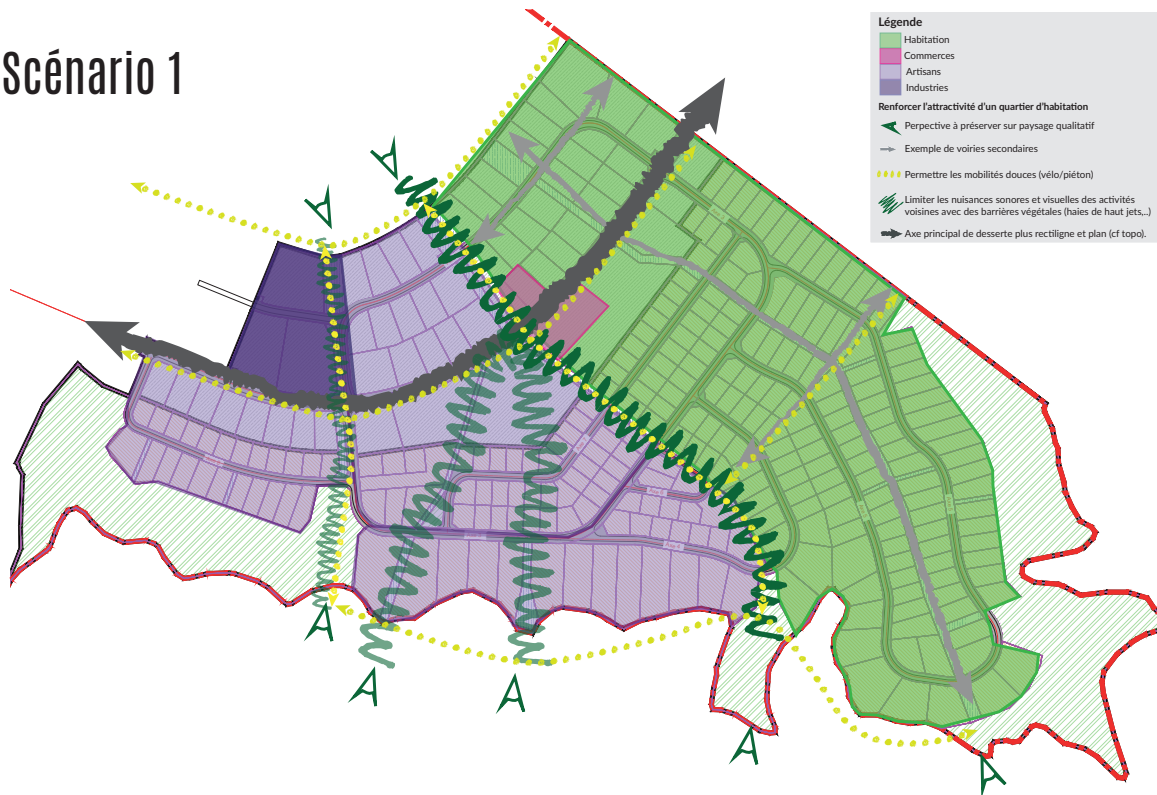 Scénario 1
Légende
Habitation
Commerces
Artisans
Industries
Renforcer l'attractivité d'un quartier d'habitation
Perpective à préserver sur paysage qualitatif
Exemple de voiries secondaires
Permettre les mobilités douces (vélo/piéton)
Limiter les nuisances sonores et visuelles des activités
voisines avec des barrières végétales (haies de haut jets,..)
Axe principal de desserte plus rectiligne et plan (cf topo).